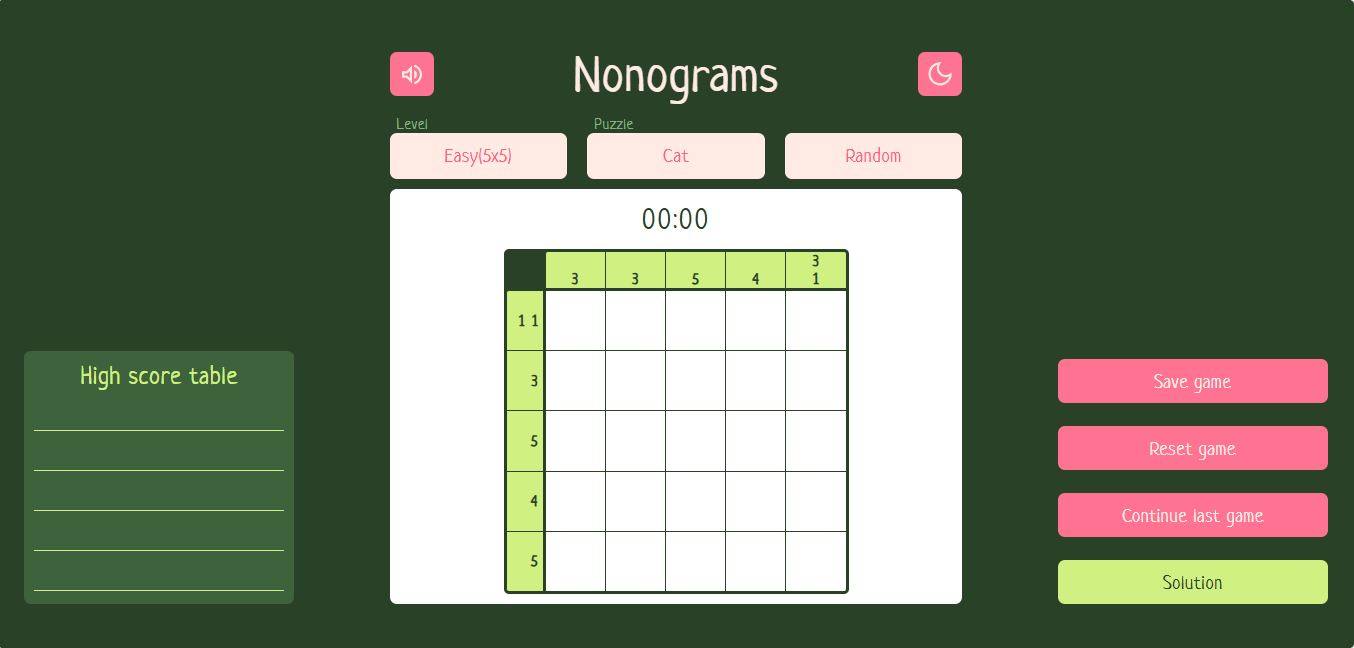 Nonograms
Level
Puzzle
Easy(5x5)
Cat
Random
00:00
3
3 3 5 4 1
1 1
3
5
4
5
High score table
Save game
Reset game
Continue last game
Solution